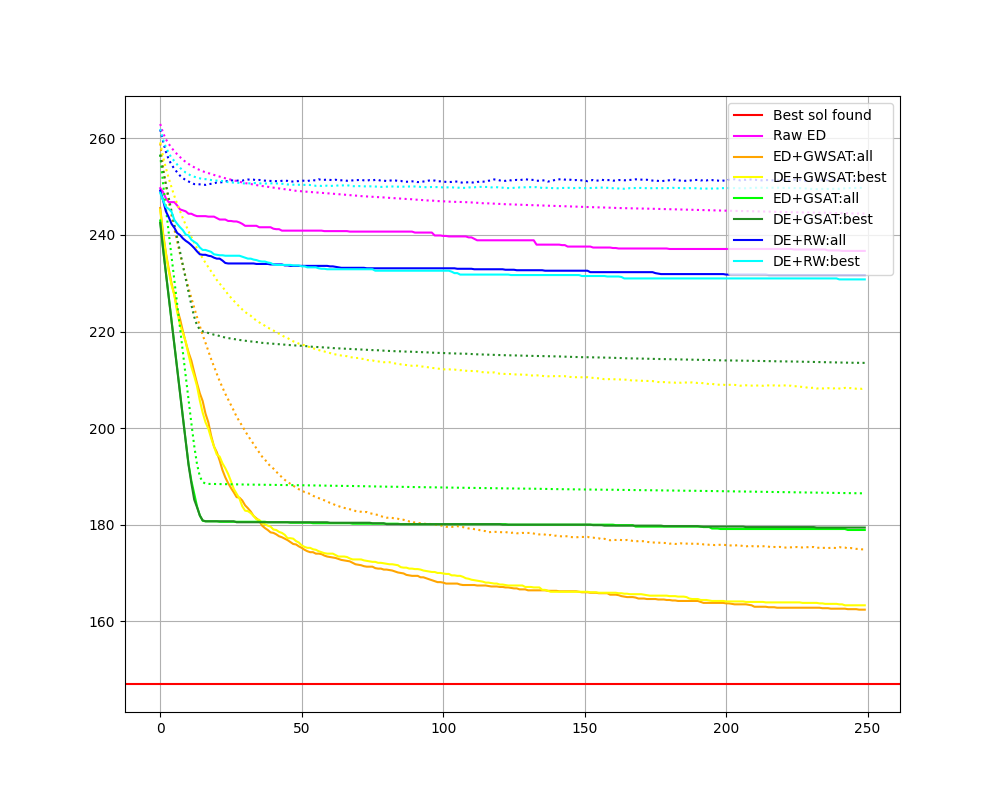 260
240
220
200
180
160
0 50 100 150 200 250
Best sol found
Raw ED
ED+GWSAT:all
DE+GWSAT:best
ED+GSAT:all
DE+GSAT:best
DE+RW:all
DE+RW:best